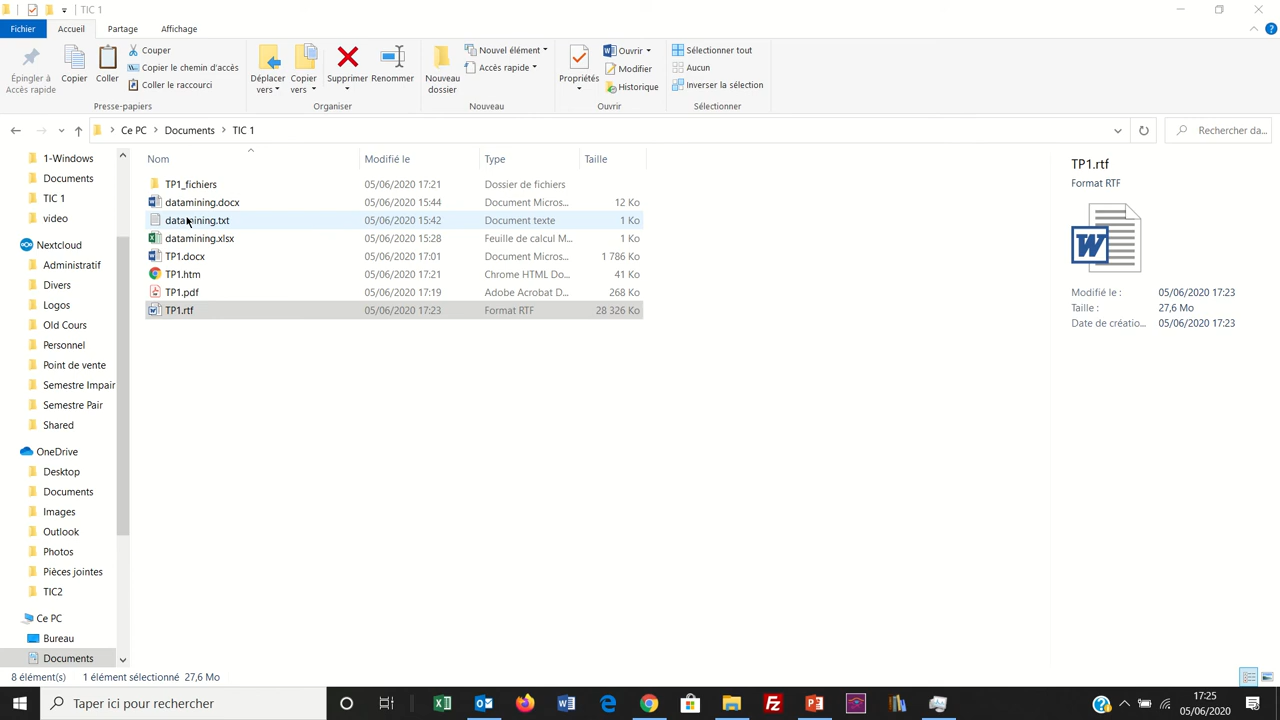 TIC 1
Fichier Accueil Partage Affichage
Épingler à Accès rapide
Copier
Coller
Couper
Copier le chemin d'accès
Coller le raccourci
Presse-papiers
Déplacer vers
Copier vers
Supprimer
Renommer
Organiser
Nouveau dossier
Nouvel élément
Accès rapide
Nouveau
Propriétés
Ouvrir
Modifier
Historique
Ouvrir
Sélectionner tout
Aucun
Inverser la sélection
Sélectionner
Ce PC > Documents > TIC 1
Rechercher da...
1-Windows
Documents
TIC 1
video
Nextcloud
Administratif
Divers
Logos
Old Cours
Personnel
Point de vente
Semestre Impair
Semestre Pair
Shared
OneDrive
Desktop
Documents
Images
Outlook
Photos
Pièces jointes
TIC2
Ce PC
Bureau
Documents
Nom Modifié le Type Taille
TP1_fichiers 05/06/2020 17:21 Dossier de fichiers
datamining.docx 05/06/2020 15:44 Document Micros... 12 Ko
datamining.txt 05/06/2020 15:42 Document texte 1 Ko
datamining.xlsx 05/06/2020 15:28 Feuille de calcul M... 1 Ko
TP1.docx 05/06/2020 17:01 Document Micros... 1 786 Ko
TP1.htm 05/06/2020 17:21 Chrome HTML Do... 41 Ko
TP1.pdf 05/06/2020 17:19 Adobe Acrobat D... 268 Ko
TP1.rtf 05/06/2020 17:23 Format RTF 28 326 Ko
TP1.rtf
Format RTF
W
Modifié le : 05/06/2020 17:23
Taille : 27,6 Mo
Date de créatio... 05/06/2020 17:23
8 élément(s) 1 élément sélectionné 27,6 Mo
Taper ici pour rechercher
17:25
05/06/2020